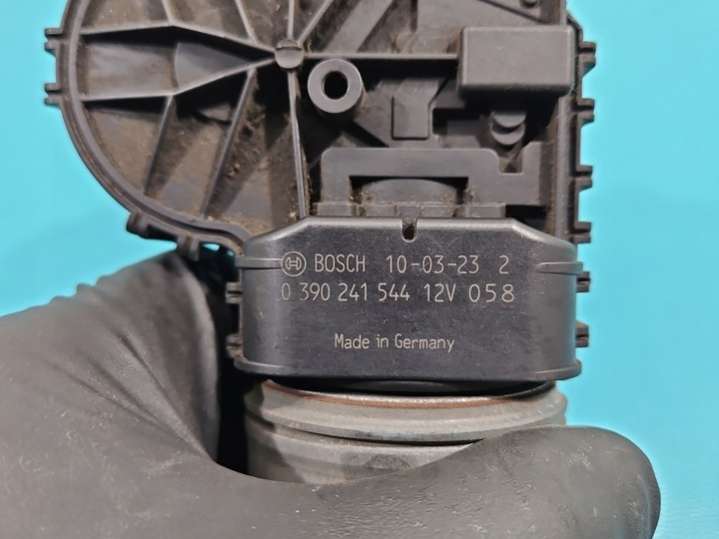 BOSCH 10-03-23 2
0 390 241 544 12V 058
Made in Germany